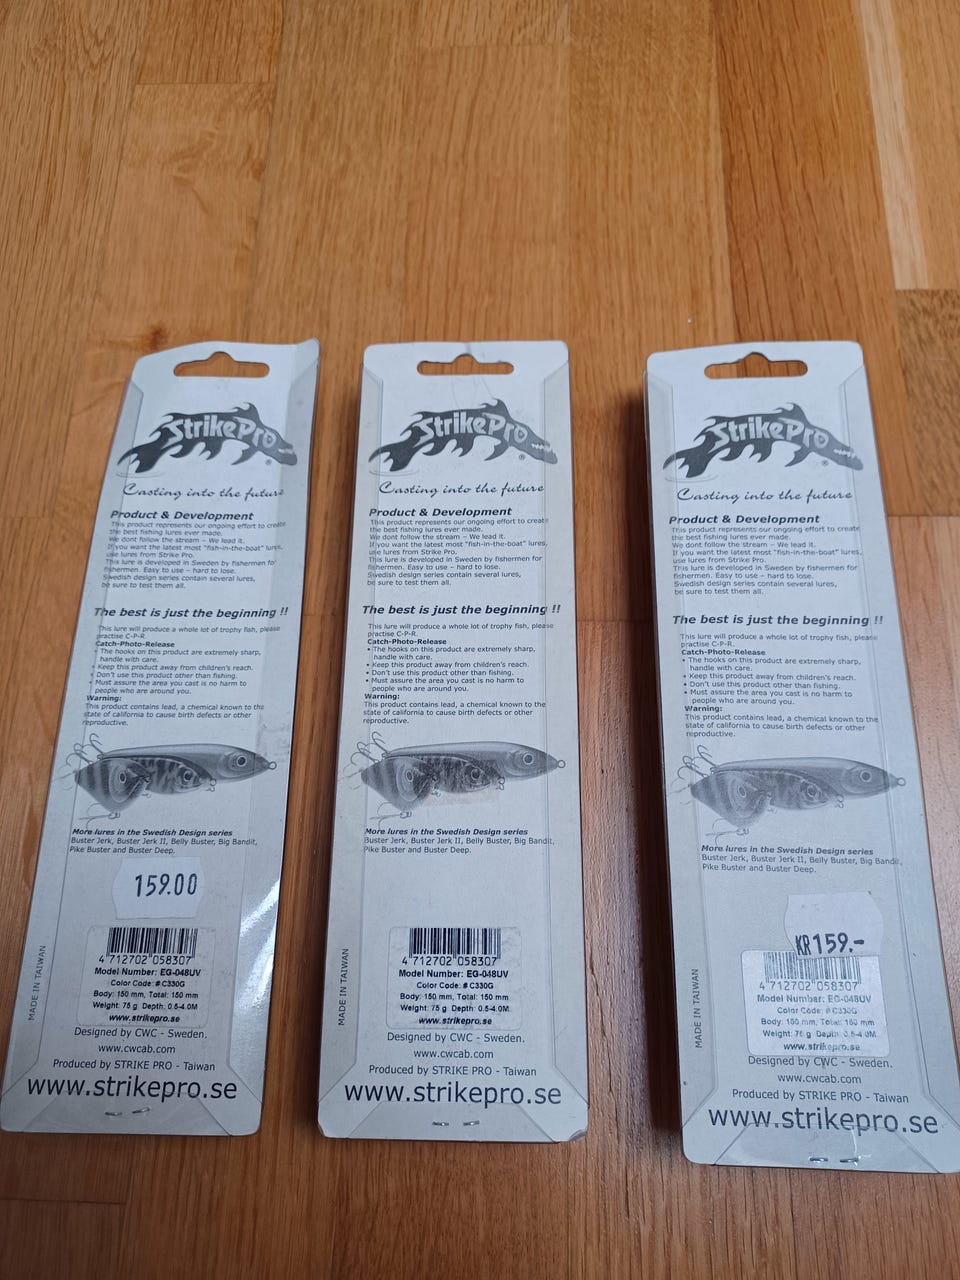 StrikePro
®
Casting into the future
Product & Development
This product represents our ongoing effort to create
the best fishing lures ever made.
We dont follow the stream – We lead it.
If you want the latest most "fish-in-the-boat" lures,
use lures from Strike Pro.
This lure is developed in Sweden by fishermen for
fishermen. Easy to use – hard to lose.
Swedish design series contain several lures,
be sure to test them all.
The best is just the beginning !!
This lure will produce a whole lot of trophy fish, please
practise C-P-R.
Catch-Photo-Release
• The hooks on this product are extremely sharp,
handle with care.
• Keep this product away from children's reach.
• Don't use this product other than fishing.
• Must assure the area you cast is no harm to
people who are around you.
Warning:
This product contains lead, a chemical known to the
state of california to cause birth defects or other
reproductive.
More lures in the Swedish Design series
Buster Jerk, Buster Jerk II, Belly Buster, Big Bandit,
Pike Buster and Buster Deep.
159.00
4 712702 058307
Model Number: EG-048UV
Color Code: # C330G
Body: 150 mm, Total: 150 mm
Weight: 75 g Depth: 0.5-4.0M
www.strikepro.se
MADE IN TAIWAN
Designed by CWC - Sweden.
www.cwcab.com
Produced by STRIKE PRO - Taiwan
www.strikepro.se
StrikePro
®
Casting into the future
Product & Development
This product represents our ongoing effort to create
the best fishing lures ever made.
We dont follow the stream – We lead it.
If you want the latest most "fish-in-the-boat" lures,
use lures from Strike Pro.
This lure is developed in Sweden by fishermen for
fishermen. Easy to use – hard to lose.
Swedish design series contain several lures,
be sure to test them all.
The best is just the beginning !!
This lure will produce a whole lot of trophy fish, please
practise C-P-R.
Catch-Photo-Release
• The hooks on this product are extremely sharp,
handle with care.
• Keep this product away from children's reach.
• Don't use this product other than fishing.
• Must assure the area you cast is no harm to
people who are around you.
Warning:
This product contains lead, a chemical known to the
state of california to cause birth defects or other
reproductive.
More lures in the Swedish Design series
Buster Jerk, Buster Jerk II, Belly Buster, Big Bandit,
Pike Buster and Buster Deep.
4 712702 058307
Model Number: EG-048UV
Color Code: # C330G
Body: 150 mm, Total: 150 mm
Weight: 75 g Depth: 0.5-4.0M
www.strikepro.se
MADE IN TAIWAN
Designed by CWC - Sweden.
www.cwcab.com
Produced by STRIKE PRO - Taiwan
www.strikepro.se
StrikePro
®
Casting into the future
Product & Development
This product represents our ongoing effort to create
the best fishing lures ever made.
We dont follow the stream – We lead it.
If you want the latest most "fish-in-the-boat" lures,
use lures from Strike Pro.
This lure is developed in Sweden by fishermen for
fishermen. Easy to use – hard to lose.
Swedish design series contain several lures,
be sure to test them all.
The best is just the beginning !!
This lure will produce a whole lot of trophy fish, please
practise C-P-R.
Catch-Photo-Release
• The hooks on this product are extremely sharp,
handle with care.
• Keep this product away from children's reach.
• Don't use this product other than fishing.
• Must assure the area you cast is no harm to
people who are around you.
Warning:
This product contains lead, a chemical known to the
state of california to cause birth defects or other
reproductive.
More lures in the Swedish Design series
Buster Jerk, Buster Jerk II, Belly Buster, Big Bandit,
Pike Buster and Buster Deep.
KR 159.-
4 712702 058307
Model Number: EG-048UV
Color Code: # C330G
Body: 150 mm, Total: 150 mm
Weight: 75 g Depth: 0.5-4.0M
www.strikepro.se
MADE IN TAIWAN
Designed by CWC - Sweden.
www.cwcab.com
Produced by STRIKE PRO - Taiwan
www.strikepro.se